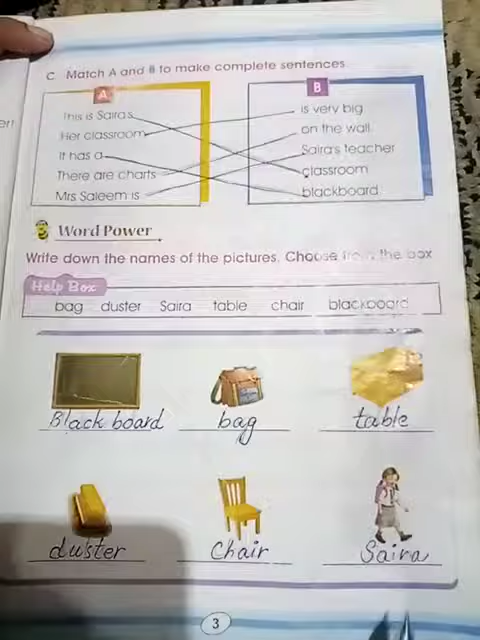 C. Match A and B to make complete sentences.
A
B
This is Saira's
is very big
Her classroom
on the wall.
It has a
Saira's teacher
There are charts
classroom
Mrs Saleem is
blackboard
Word Power
Write down the names of the pictures. Choose from the box
Help Box
bag duster Saira table chair blackboard
Black board bag table
duster Chair Saira
3